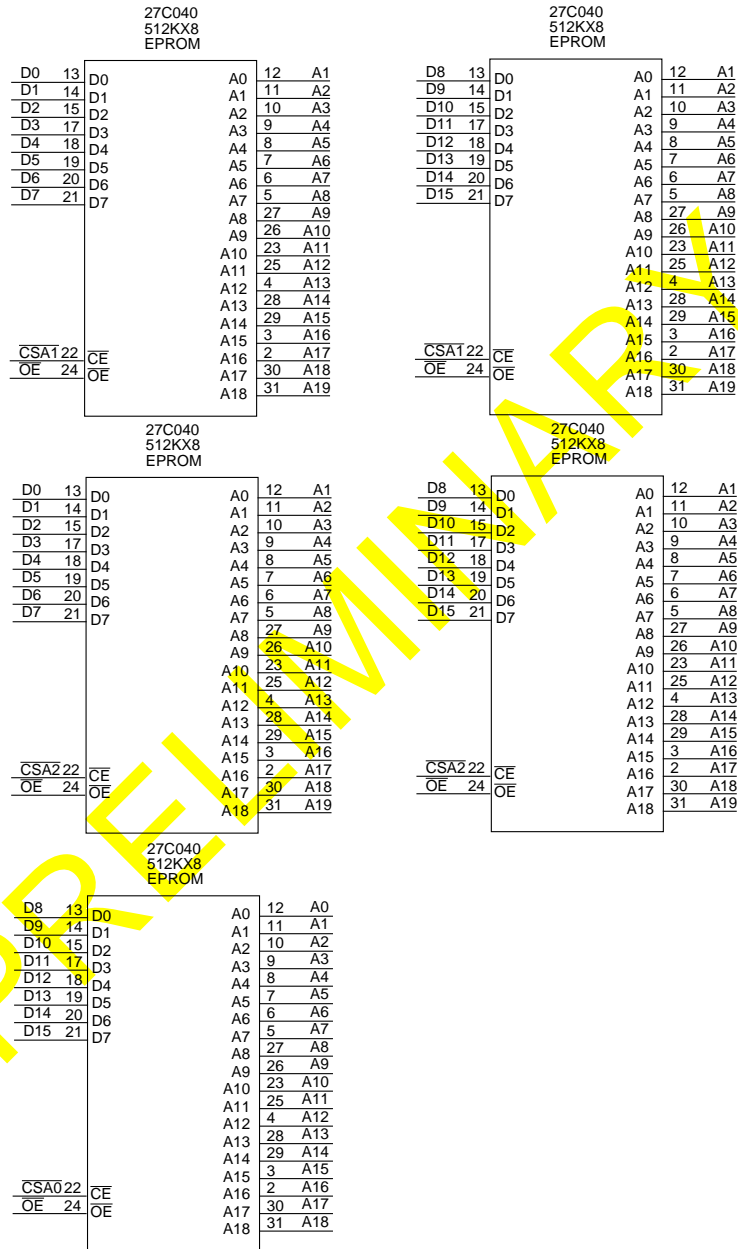 27C040
512KX8
EPROM
D0 13 D0 A0 12 A1
D1 14 D1 A1 11 A2
D2 15 D2 A2 10 A3
D3 17 D3 A3 9 A4
D4 18 D4 A4 8 A5
D5 19 D5 A5 7 A6
D6 20 D6 A6 6 A7
D7 21 D7 A7 5 A8
A8 27 A9
A9 26 A10
A10 23 A11
A11 25 A12
A12 4 A13
A13 28 A14
A14 29 A15
A15 3 A16
CSA1 22 CE A16 2 A17
OE 24 OE A17 30 A18
A18 31 A19
27C040
512KX8
EPROM
D8 13 D0 A0 12 A1
D9 14 D1 A1 11 A2
D10 15 D2 A2 10 A3
D11 17 D3 A3 9 A4
D12 18 D4 A4 8 A5
D13 19 D5 A5 7 A6
D14 20 D6 A6 6 A7
D15 21 D7 A7 5 A8
A8 27 A9
A9 26 A10
A10 23 A11
A11 25 A12
A12 4 A13
A13 28 A14
A14 29 A15
A15 3 A16
CSA1 22 CE A16 2 A17
OE 24 OE A17 30 A18
A18 31 A19
27C040
512KX8
EPROM
D0 13 D0 A0 12 A1
D1 14 D1 A1 11 A2
D2 15 D2 A2 10 A3
D3 17 D3 A3 9 A4
D4 18 D4 A4 8 A5
D5 19 D5 A5 7 A6
D6 20 D6 A6 6 A7
D7 21 D7 A7 5 A8
A8 27 A9
A9 26 A10
A10 23 A11
A11 25 A12
A12 4 A13
A13 28 A14
A14 29 A15
A15 3 A16
CSA2 22 CE A16 2 A17
OE 24 OE A17 30 A18
A18 31 A19
27C040
512KX8
EPROM
D8 13 D0 A0 12 A1
D9 14 D1 A1 11 A2
D10 15 D2 A2 10 A3
D11 17 D3 A3 9 A4
D12 18 D4 A4 8 A5
D13 19 D5 A5 7 A6
D14 20 D6 A6 6 A7
D15 21 D7 A7 5 A8
A8 27 A9
A9 26 A10
A10 23 A11
A11 25 A12
A12 4 A13
A13 28 A14
A14 29 A15
A15 3 A16
CSA2 22 CE A16 2 A17
OE 24 OE A17 30 A18
A18 31 A19
27C040
512KX8
EPROM
D8 13 D0 A0 12 A0
D9 14 D1 A1 11 A1
D10 15 D2 A2 10 A2
D11 17 D3 A3 9 A3
D12 18 D4 A4 8 A4
D13 19 D5 A5 7 A5
D14 20 D6 A6 6 A6
D15 21 D7 A7 5 A7
A8 27 A8
A9 26 A9
A10 23 A10
A11 25 A11
A12 4 A12
A13 28 A13
A14 29 A14
A15 3 A15
CSA0 22 CE A16 2 A16
OE 24 OE A17 30 A17
A18 31 A18
PRELIMINARY